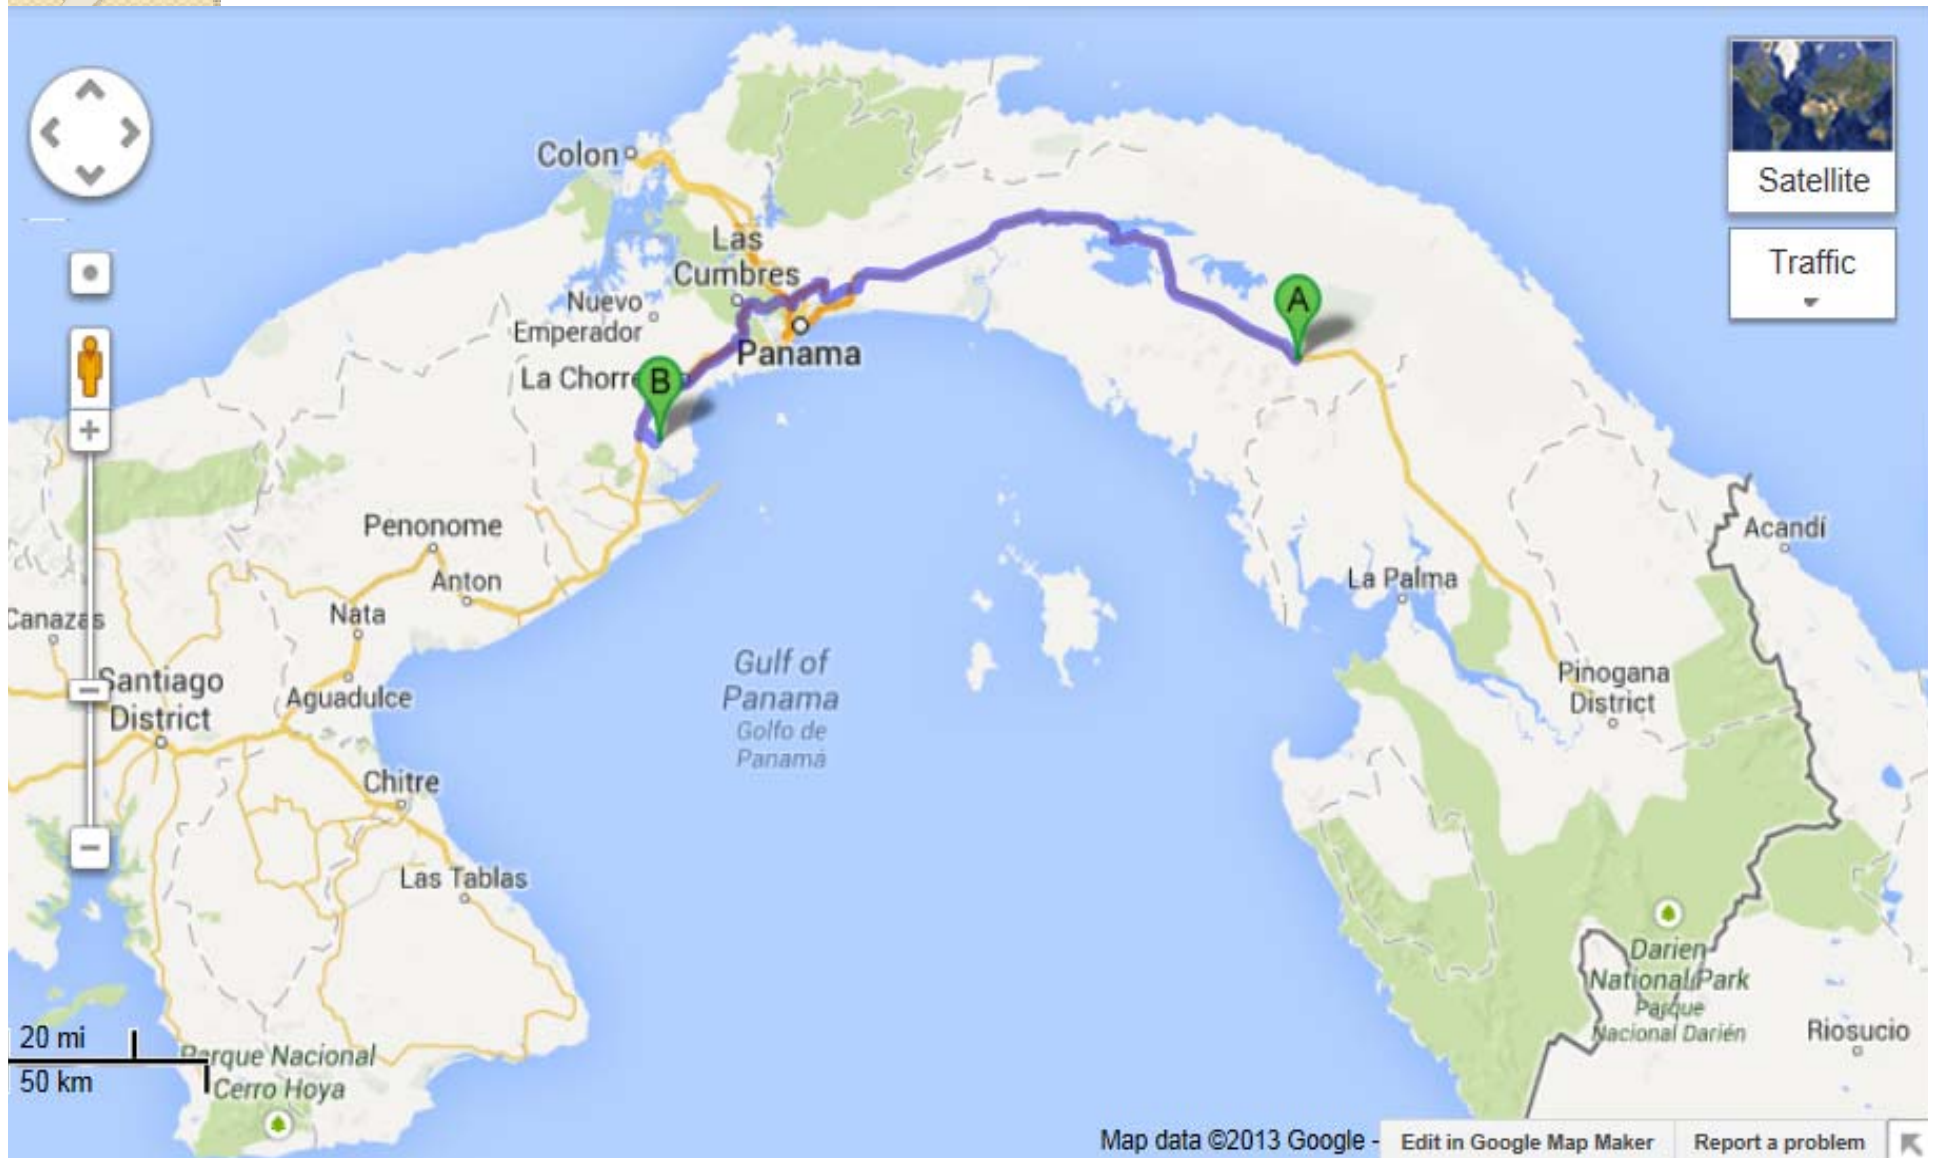 Satellite
Traffic
Colon
Las
Cumbres
Nuevo
Emperador
Panama
La Chorre
A
B
Penonome
Anton
Nata
Canazas
Santiago
District
Aguadulce
Chitre
Las Tablas
Gulf of
Panama
Golfo de
Panamá
La Palma
Acandí
Pinogana
District
Darien
National Park
Parque
Nacional Darién
Riosucio
20 mi
50 km
Parque Nacional
Cerro Hoya
Map data ©2013 Google -
Edit in Google Map Maker
Report a problem